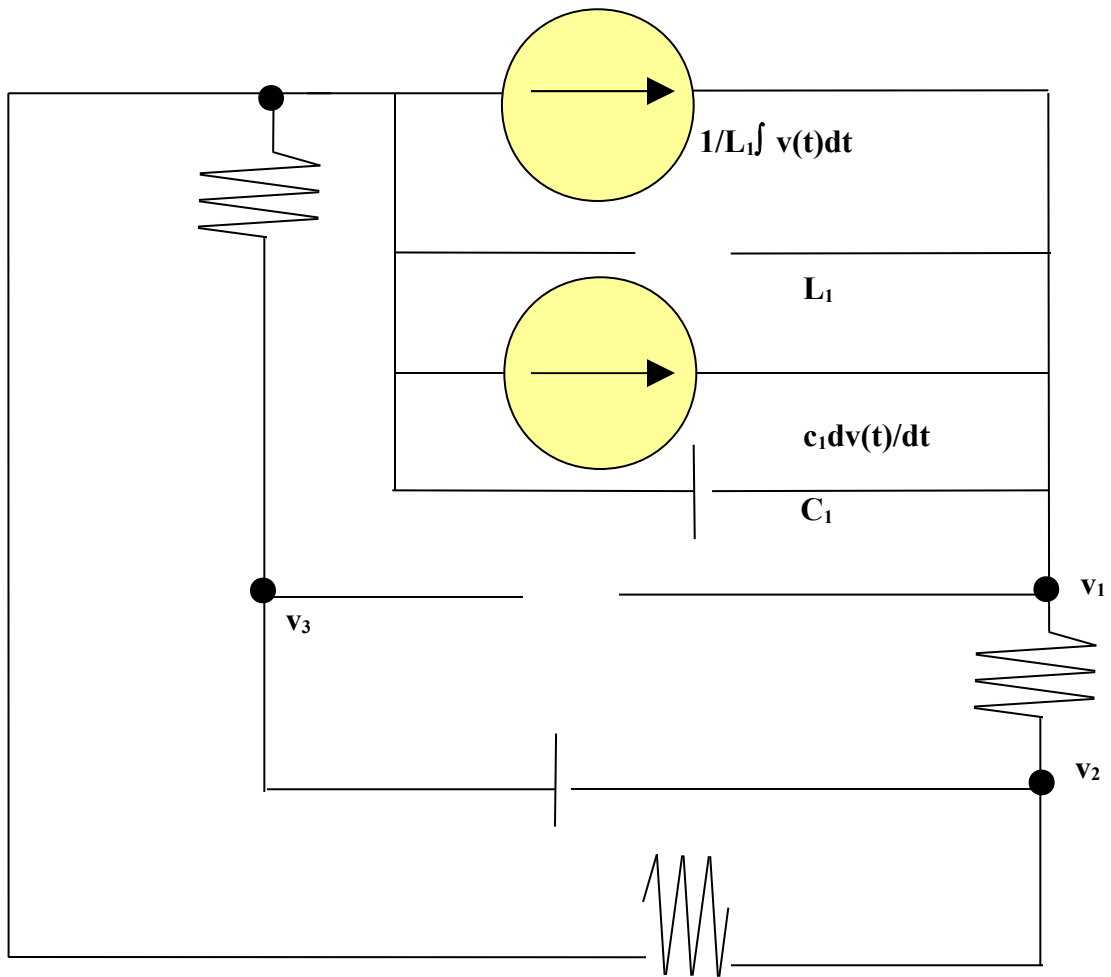 1/L₁∫ v(t)dt
L₁
c₁dv(t)/dt
C₁
v₁
v₃
v₂